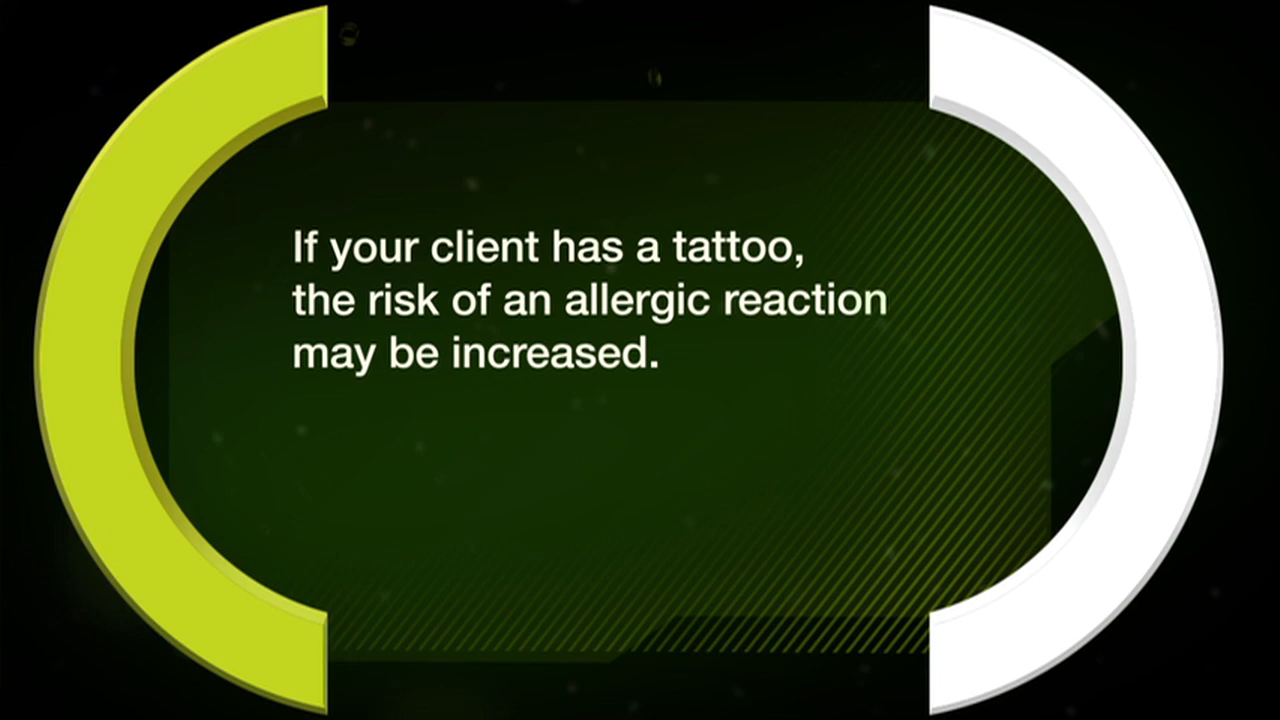 If your client has a tattoo,
the risk of an allergic reaction
may be increased.